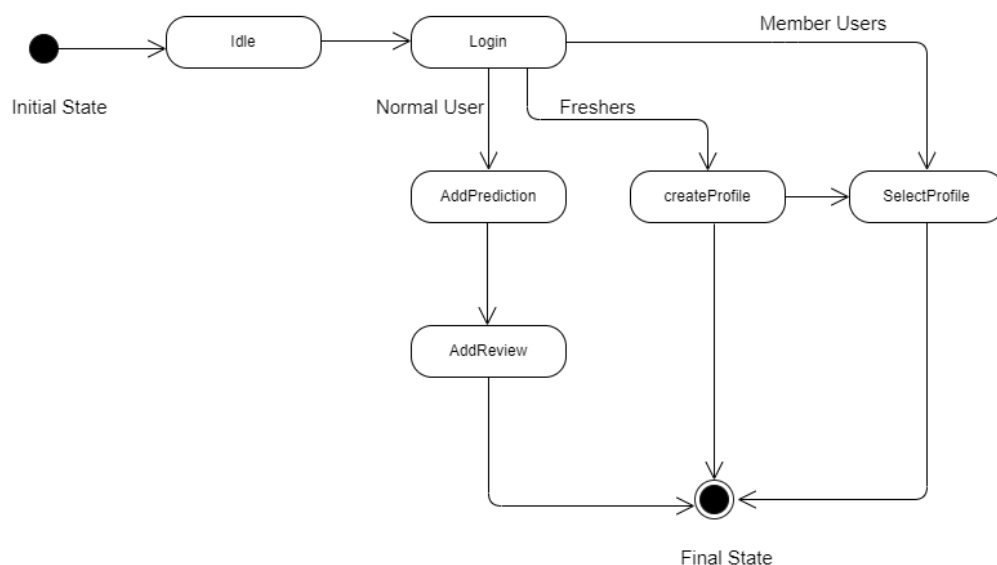 Member Users
Idle
Login
Initial State
Normal User
Freshers
AddPrediction
createProfile
SelectProfile
AddReview
Final State